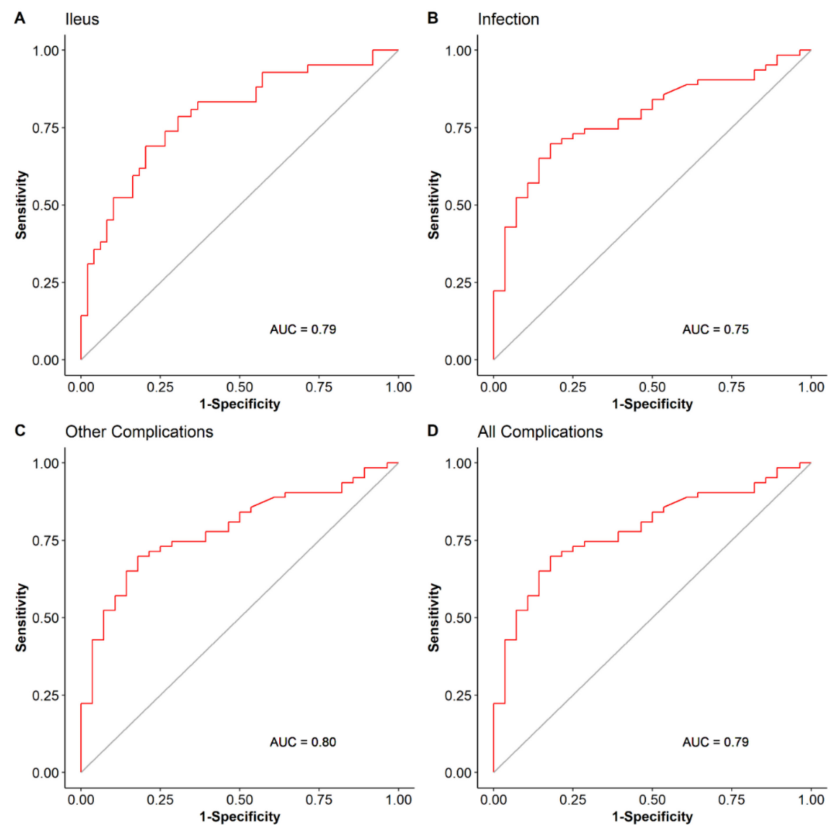 A Ileus
1.00
0.75
0.50
0.25
0.00
Sensitivity
AUC = 0.79
0.00 0.25 0.50 0.75 1.00
1-Specificity
B Infection
1.00
0.75
0.50
0.25
0.00
Sensitivity
AUC = 0.75
0.00 0.25 0.50 0.75 1.00
1-Specificity
C Other Complications
1.00
0.75
0.50
0.25
0.00
Sensitivity
AUC = 0.80
0.00 0.25 0.50 0.75 1.00
1-Specificity
D All Complications
1.00
0.75
0.50
0.25
0.00
Sensitivity
AUC = 0.79
0.00 0.25 0.50 0.75 1.00
1-Specificity